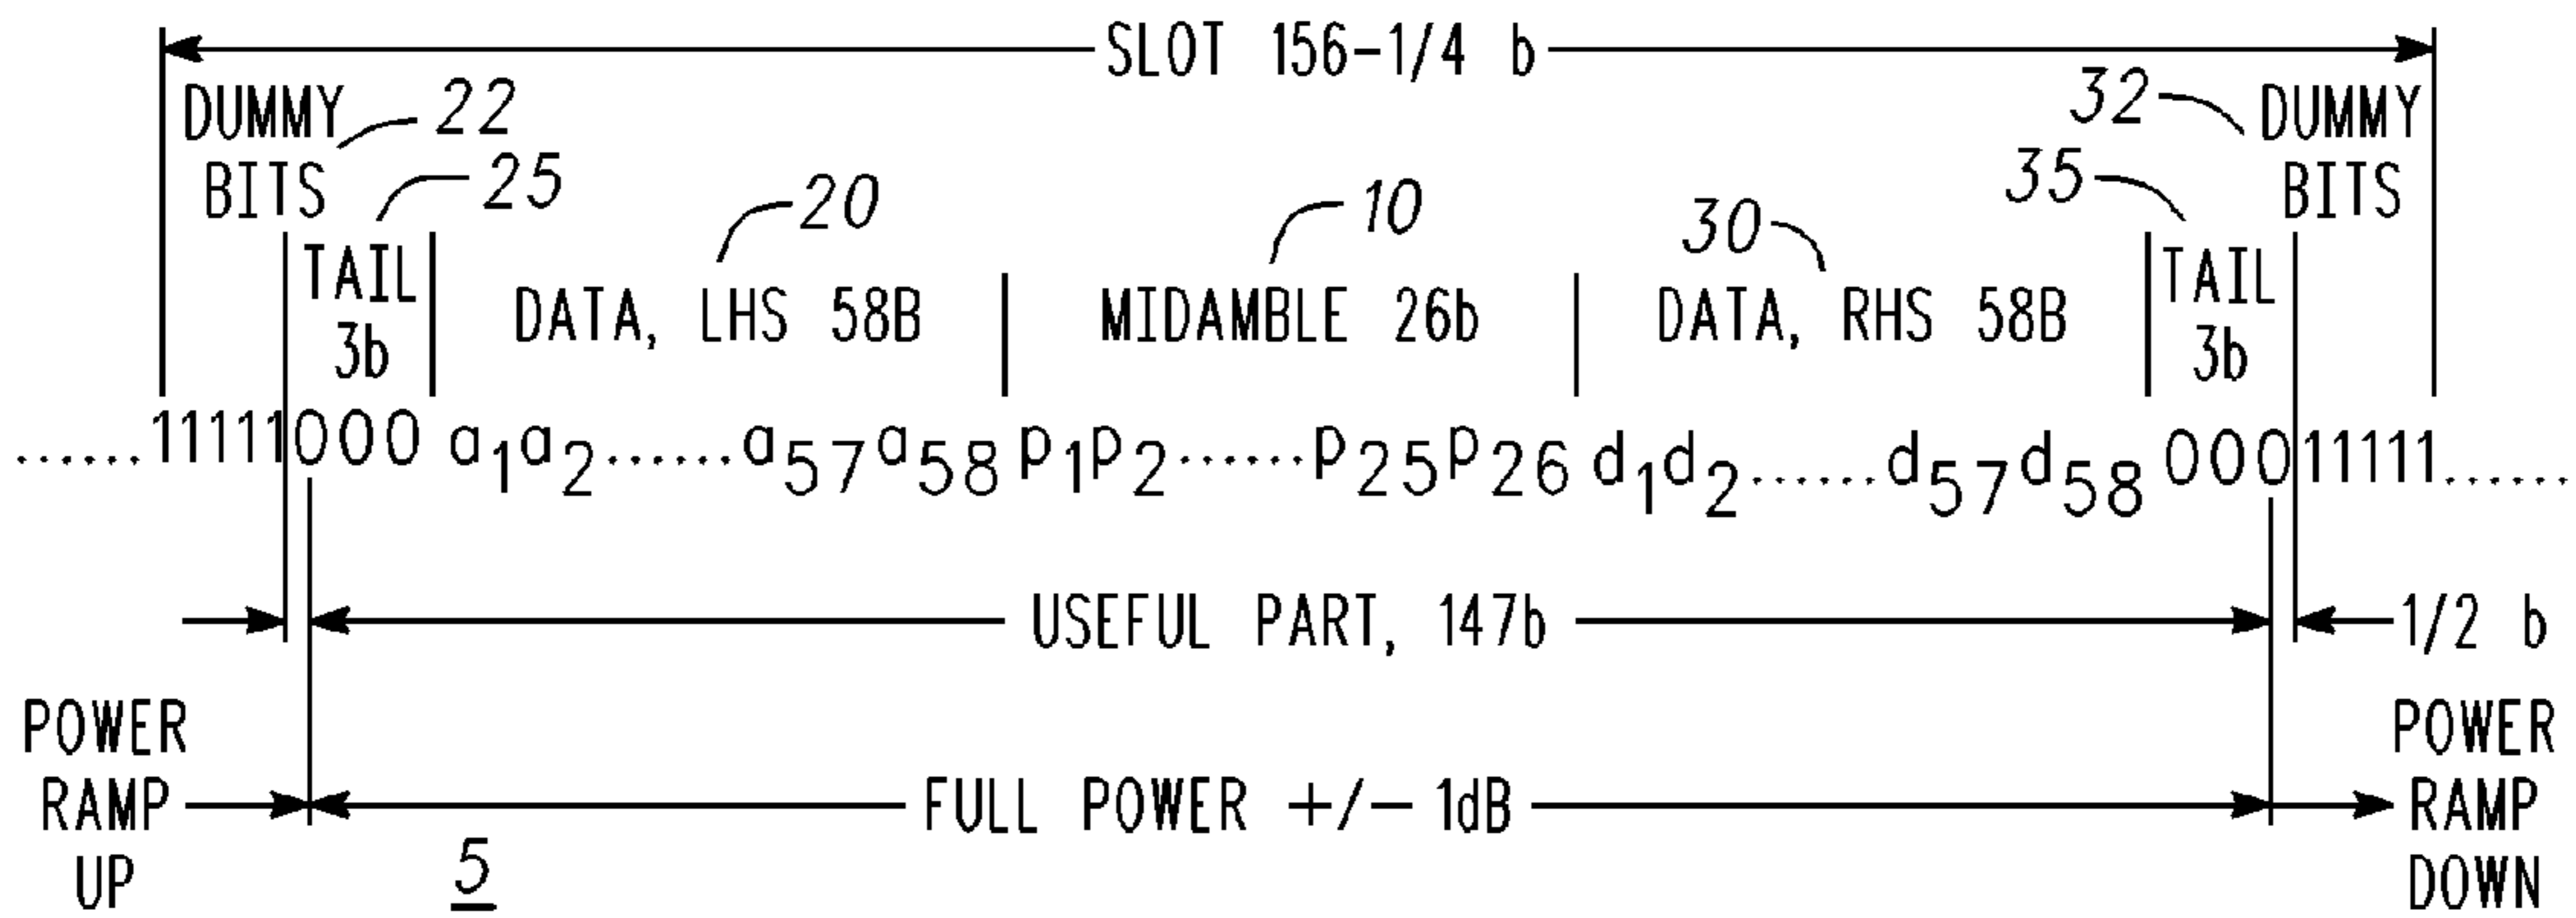 SLOT 156-1/4 b
DUMMY BITS
22
25
TAIL 3b
20
DATA, LHS 58B
10
MIDAMBLE 26b
30
DATA, RHS 58B
32
35
TAIL 3b
DUMMY BITS
......11111000 a1a2......a57a58 p1p2......p25p26 d1d2......d57d58 00011111......
USEFUL PART, 147b
1/2 b
POWER RAMP UP
FULL POWER +/- 1dB
POWER RAMP DOWN
5